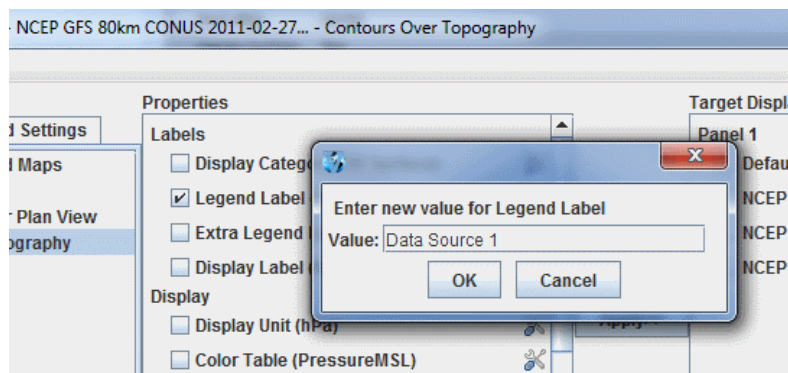 - NCEP GFS 80km CONUS 2011-02-27... - Contours Over Topography
Properties
Target Displ
d Settings
Labels
Panel 1
d Maps
Display Catego
Defau
Legend Label
NCEP
Plan View
Extra Legend
NCEP
ography
Display Label
NCEP
Display
Display Unit (hPa)
Color Table (PressureMSL)
Enter new value for Legend Label
Value: Data Source 1
OK
Cancel